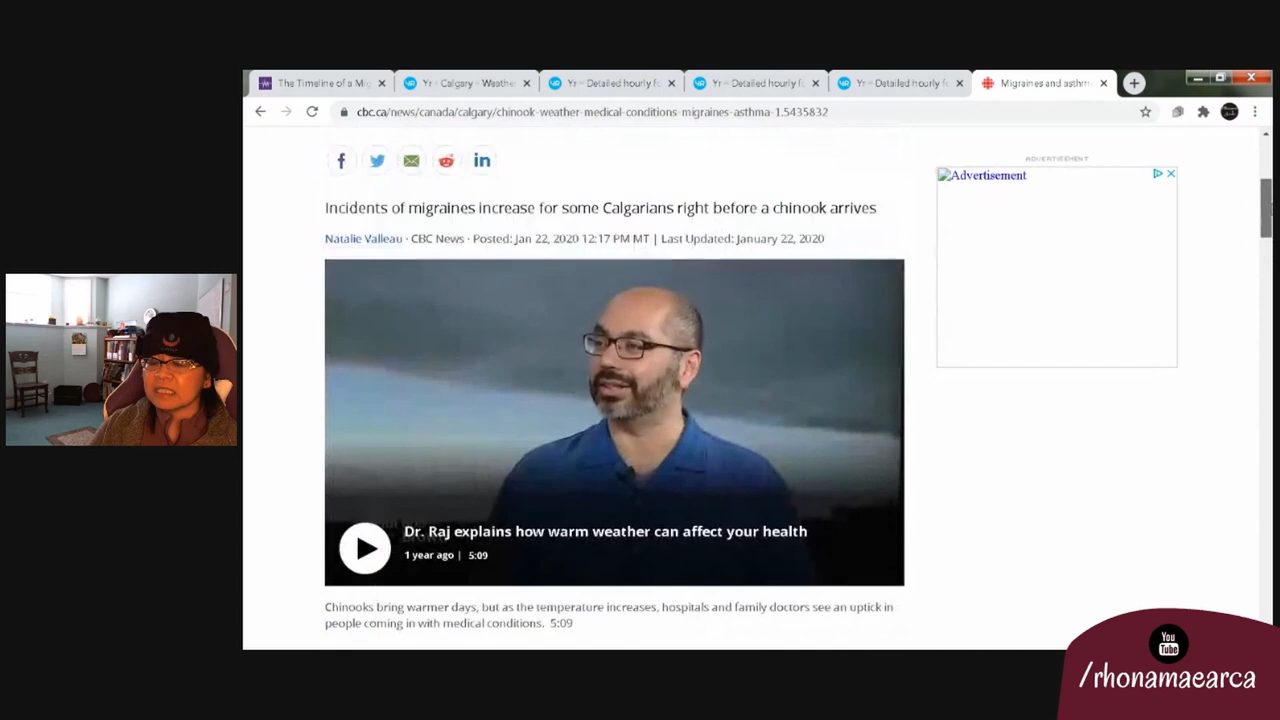 The Timeline of a Mig
Yr - Calgary - Weathe
Yr - Detailed hourly fo
Yr - Detailed hourly fo
Yr - Detailed hourly fo
Migraines and asthm
cbc.ca/news/canada/calgary/chinook-weather-medical-conditions-migraines-asthma-1.5435832
ADVERTISEMENT
Advertisement
Incidents of migraines increase for some Calgarians right before a chinook arrives
Natalie Valleau · CBC News · Posted: Jan 22, 2020 12:17 PM MT | Last Updated: January 22, 2020
Dr. Raj explains how warm weather can affect your health
1 year ago | 5:09
Chinooks bring warmer days, but as the temperature increases, hospitals and family doctors see an uptick in
people coming in with medical conditions. 5:09
You
Tube
/rhonamaearca